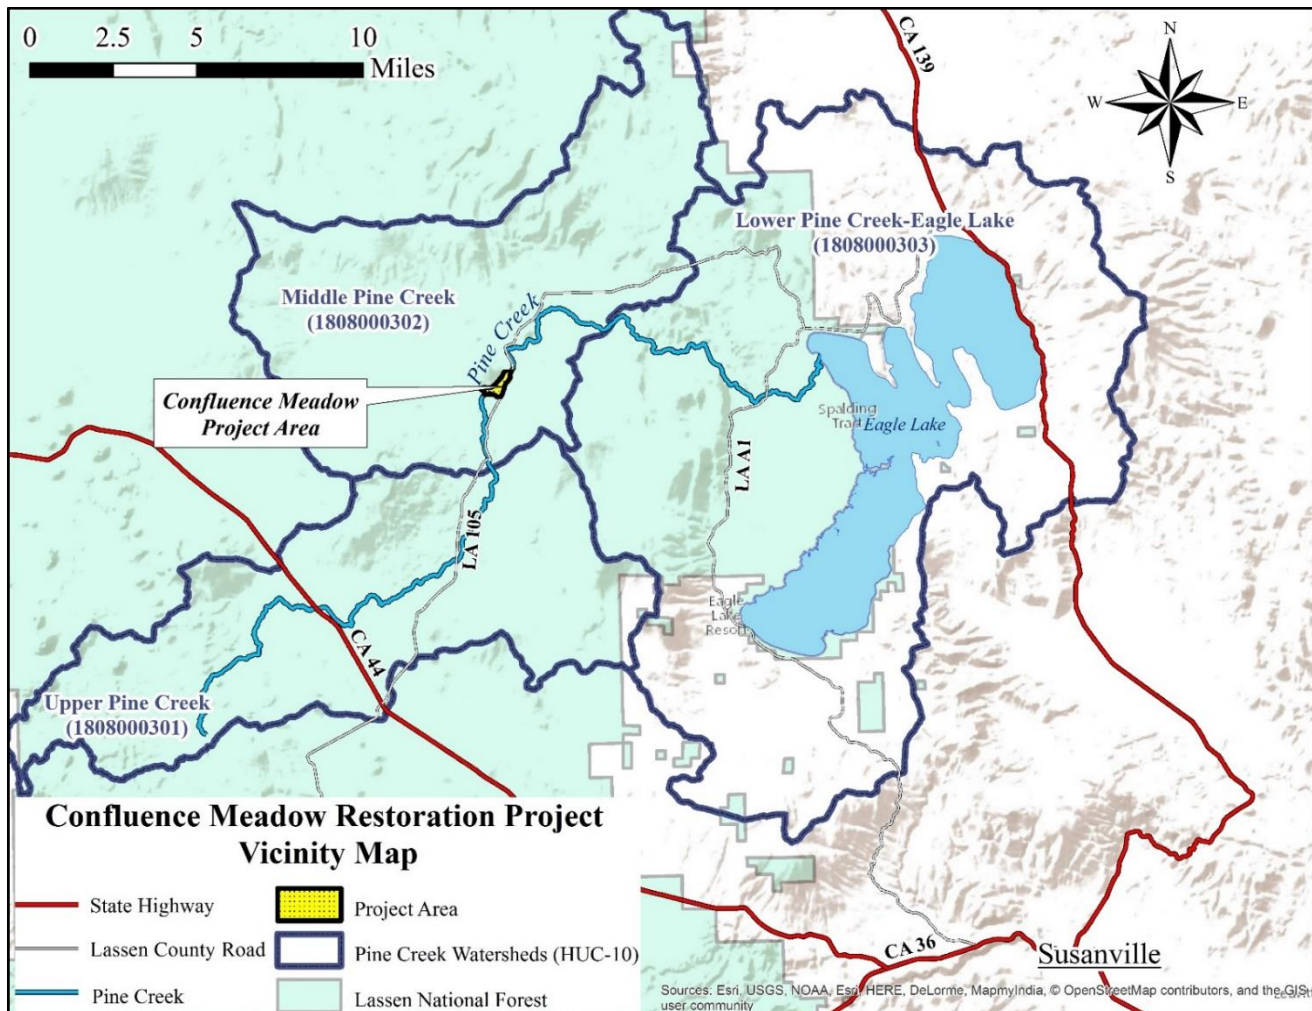 0 2.5 5 10
Miles
CA 139
N
W E
S
Lower Pine Creek-Eagle Lake
(1808000303)
Middle Pine Creek
(1808000302)
Pine Creek
Confluence Meadow
Project Area
Spalding
Tract
Eagle Lake
LA A1
LA 105
Eagle
Lake
Resort
CA 44
Upper Pine Creek
(1808000301)
Confluence Meadow Restoration Project
Vicinity Map
State Highway
Project Area
Lassen County Road
Pine Creek Watersheds (HUC-10)
Pine Creek
Lassen National Forest
CA 36
Susanville
Sources: Esri, USGS, NOAA, Esri, HERE, DeLorme, MapmyIndia, © OpenStreetMap contributors, and the GIS
user community